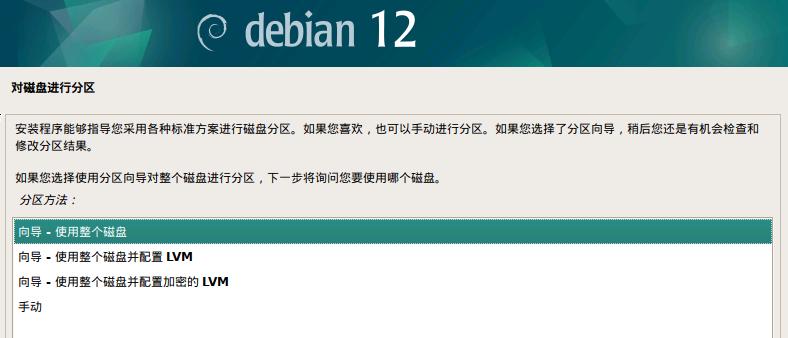 debian 12
对磁盘进行分区
安装程序能够指导您采用各种标准方案进行磁盘分区。如果您喜欢，也可以手动进行分区。如果您选择了分区向导，稍后您还是有机会检查和
修改分区结果。
如果您选择使用分区向导对整个磁盘进行分区，下一步将询问您要使用哪个磁盘。
分区方法：
向导 - 使用整个磁盘
向导 - 使用整个磁盘并配置 LVM
向导 - 使用整个磁盘并配置加密的 LVM
手动